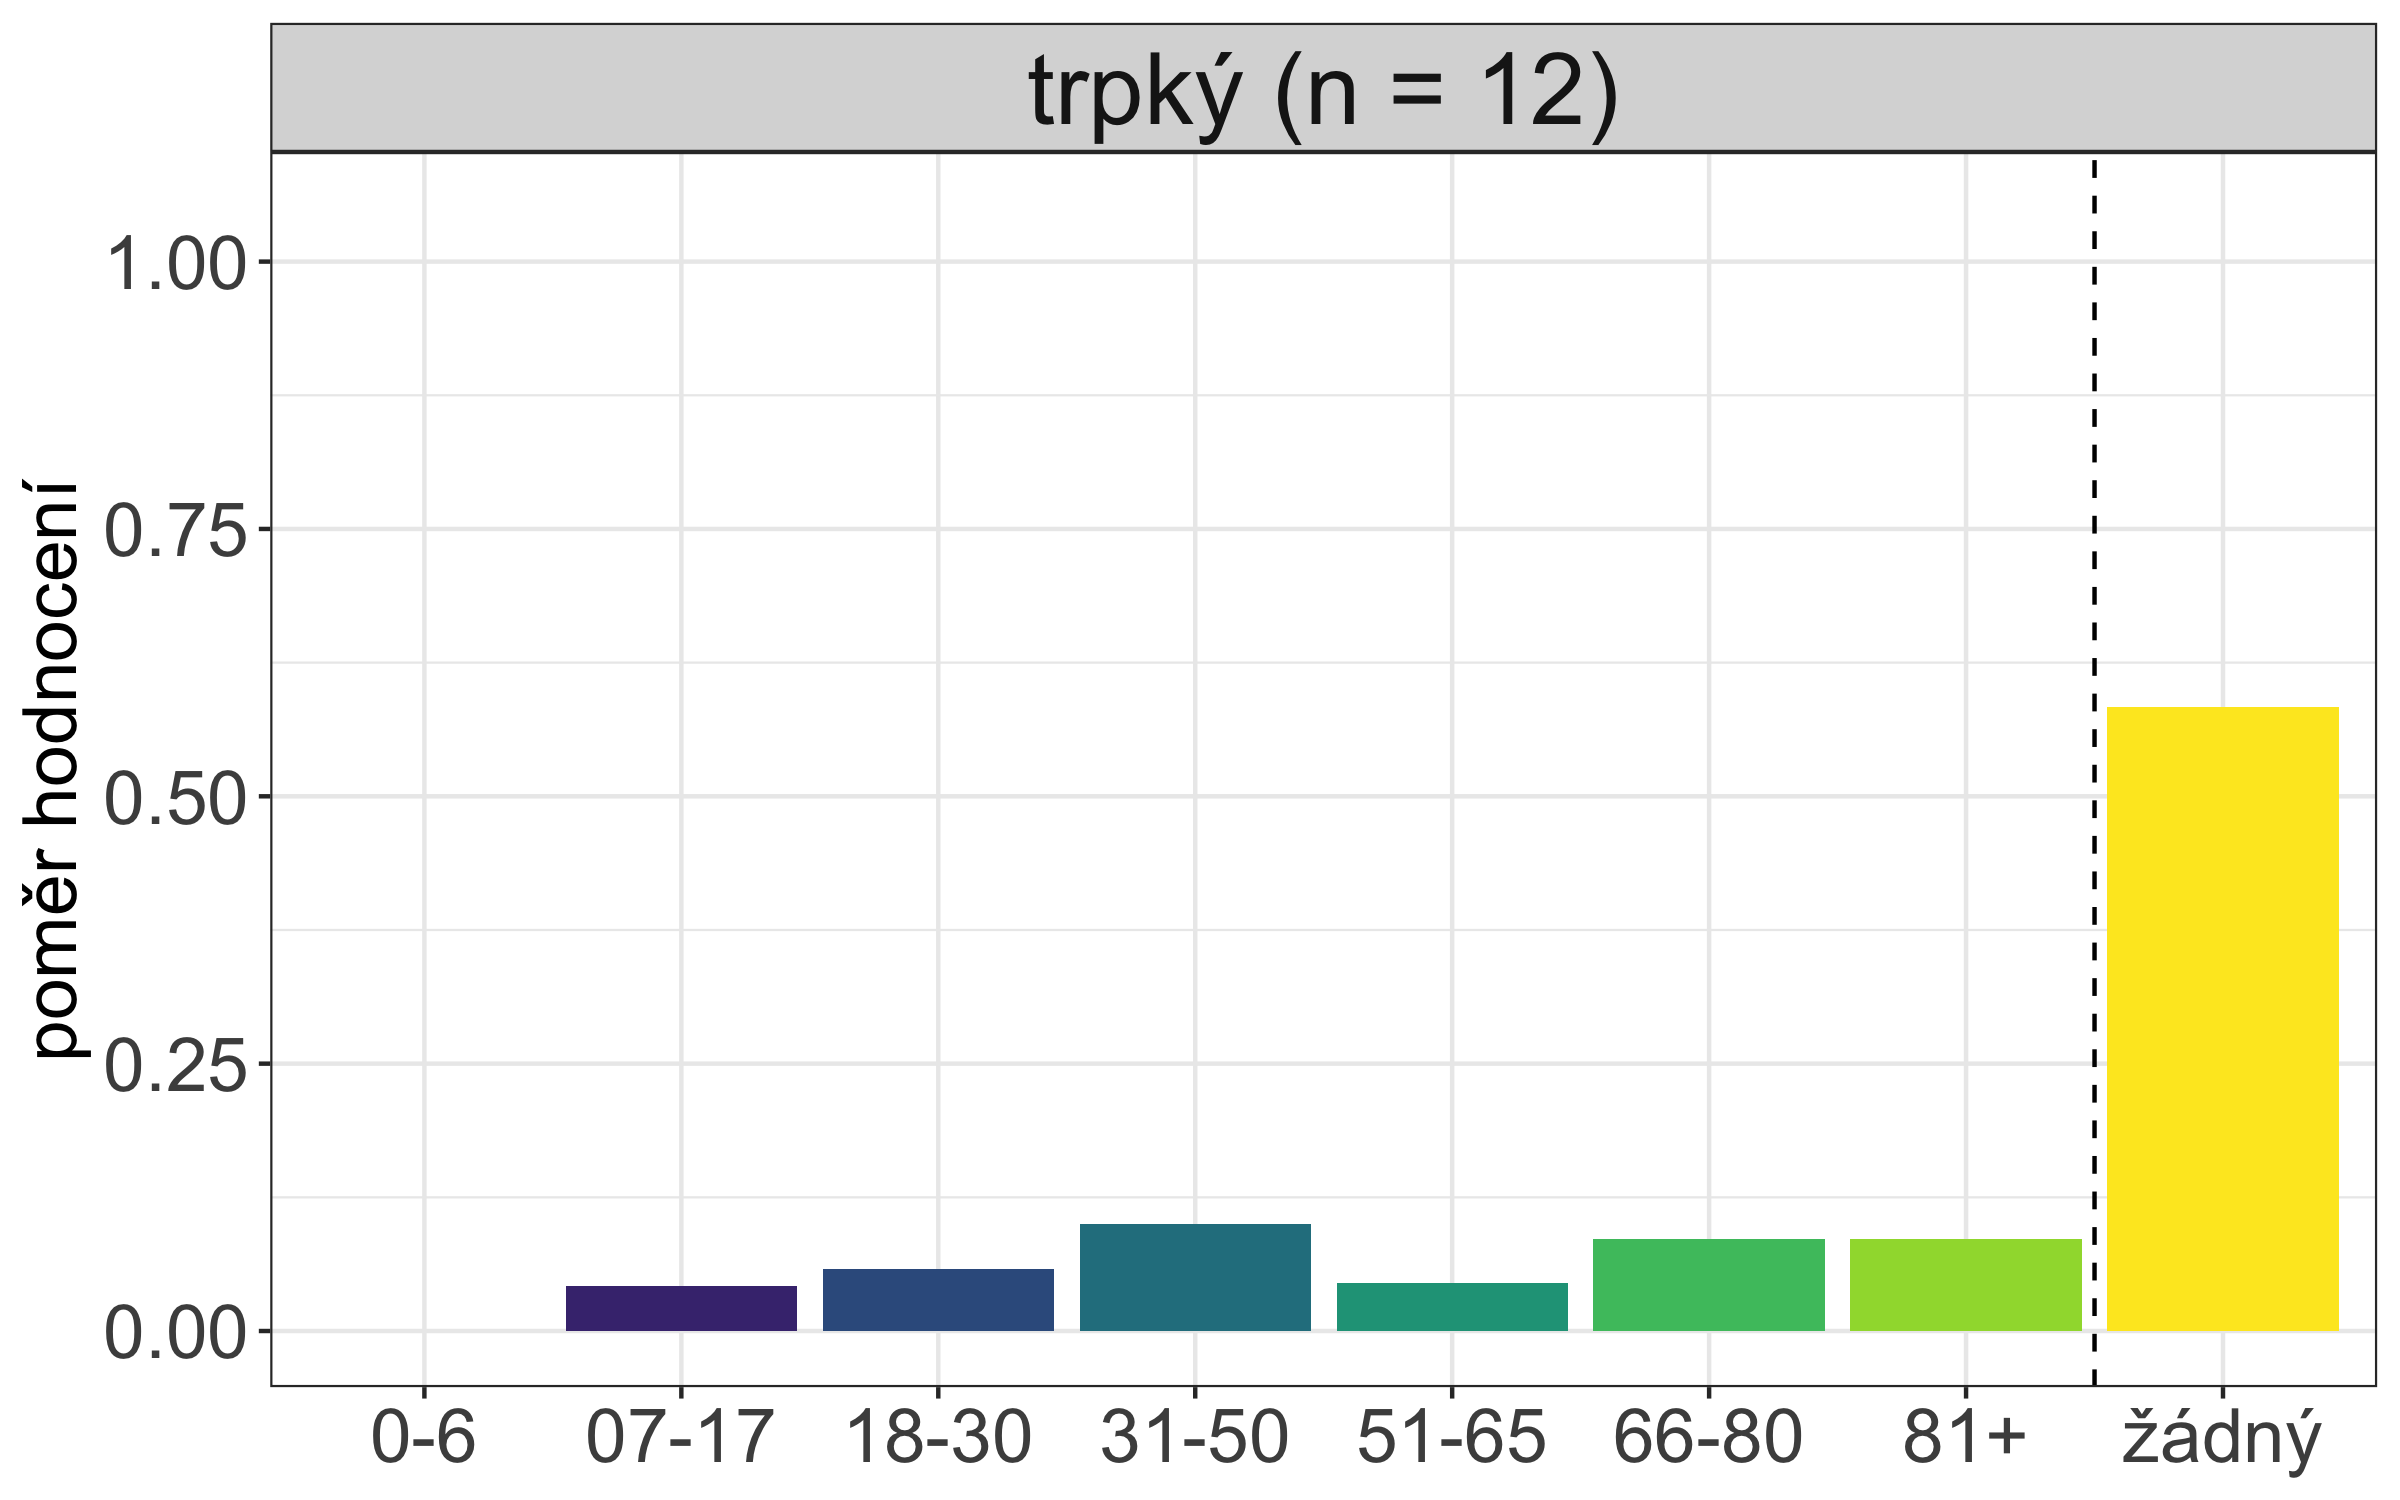 trpký (n = 12)
poměr hodnocení
1.00
0.75
0.50
0.25
0.00
0-6 07-17 18-30 31-50 51-65 66-80 81+ žádný